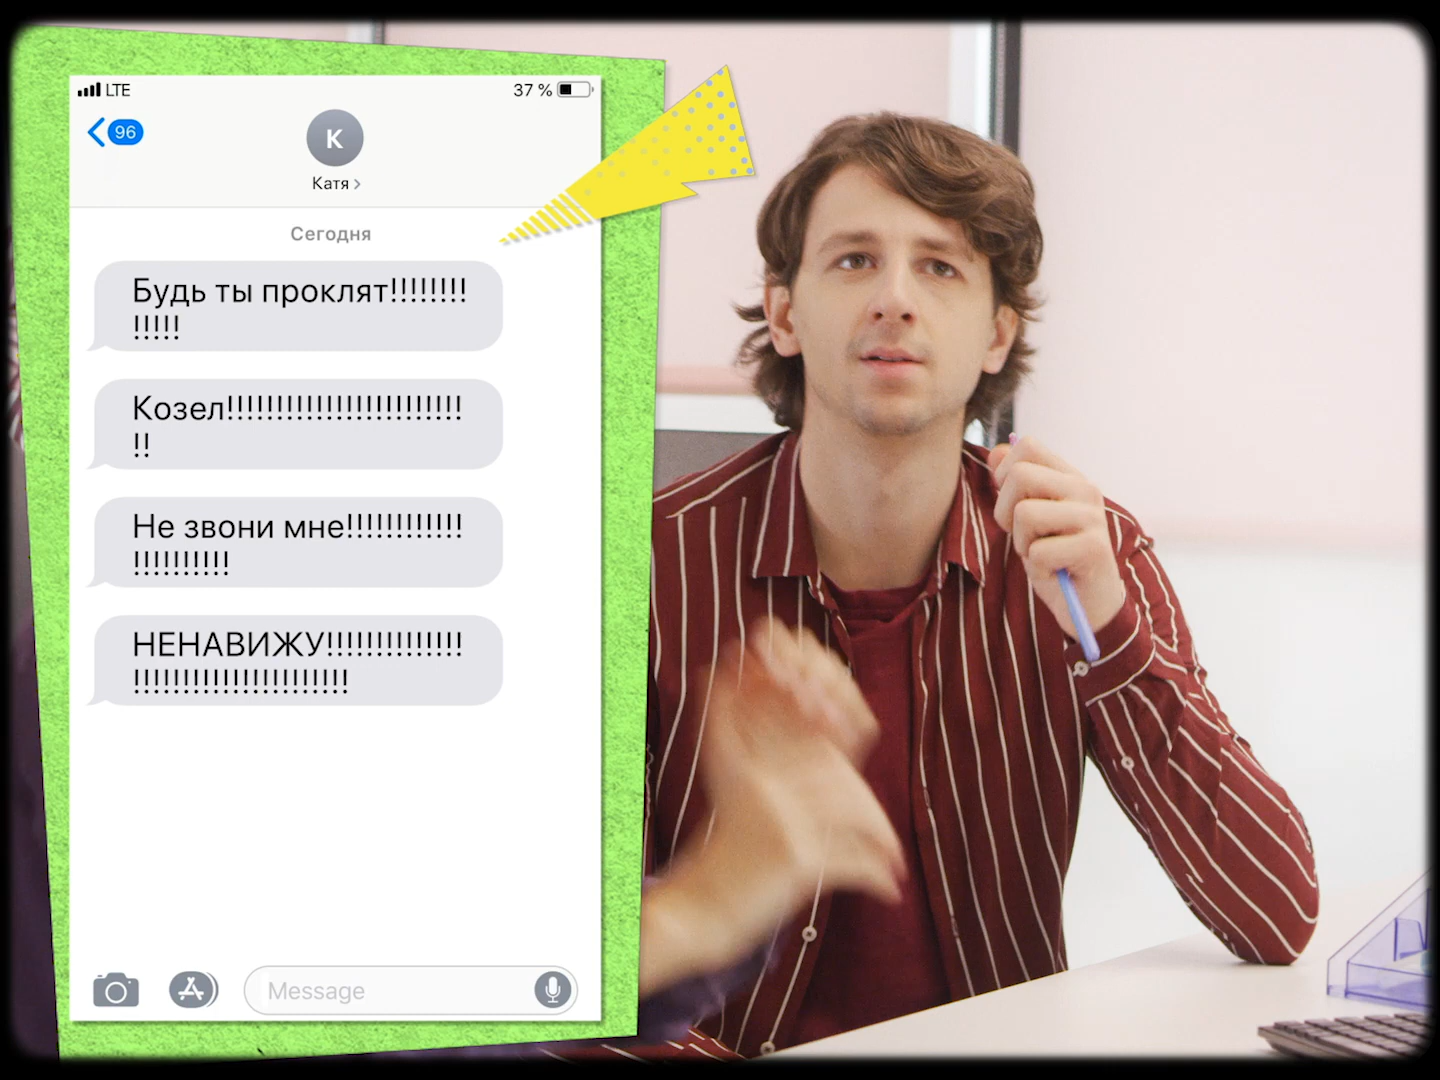 LTE 37 %
96
К
Катя
Сегодня
Будь ты проклят!!!!!!!!
!!!!!
Козел!!!!!!!!!!!!!!!!!!!!!!!!
!!
Не звони мне!!!!!!!!!!!!
!!!!!!!!!!
НЕНАВИЖУ!!!!!!!!!!!!!!
!!!!!!!!!!!!!!!!!!!!!!
Message